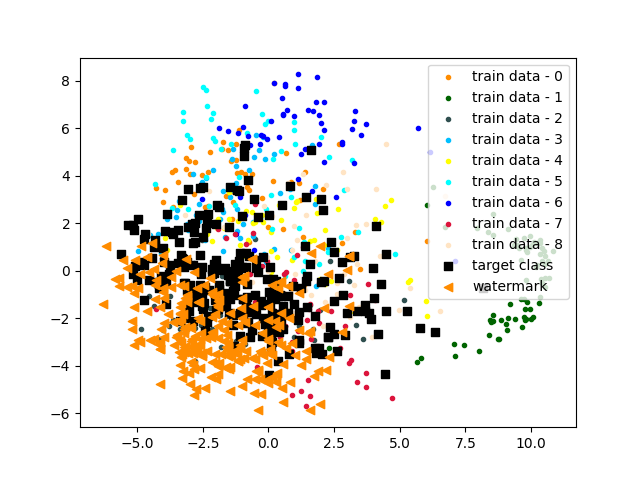 train data - 0
train data - 1
train data - 2
train data - 3
train data - 4
train data - 5
train data - 6
train data - 7
train data - 8
target class
watermark
8
6
4
2
0
−2
−4
−6
−5.0 −2.5 0.0 2.5 5.0 7.5 10.0